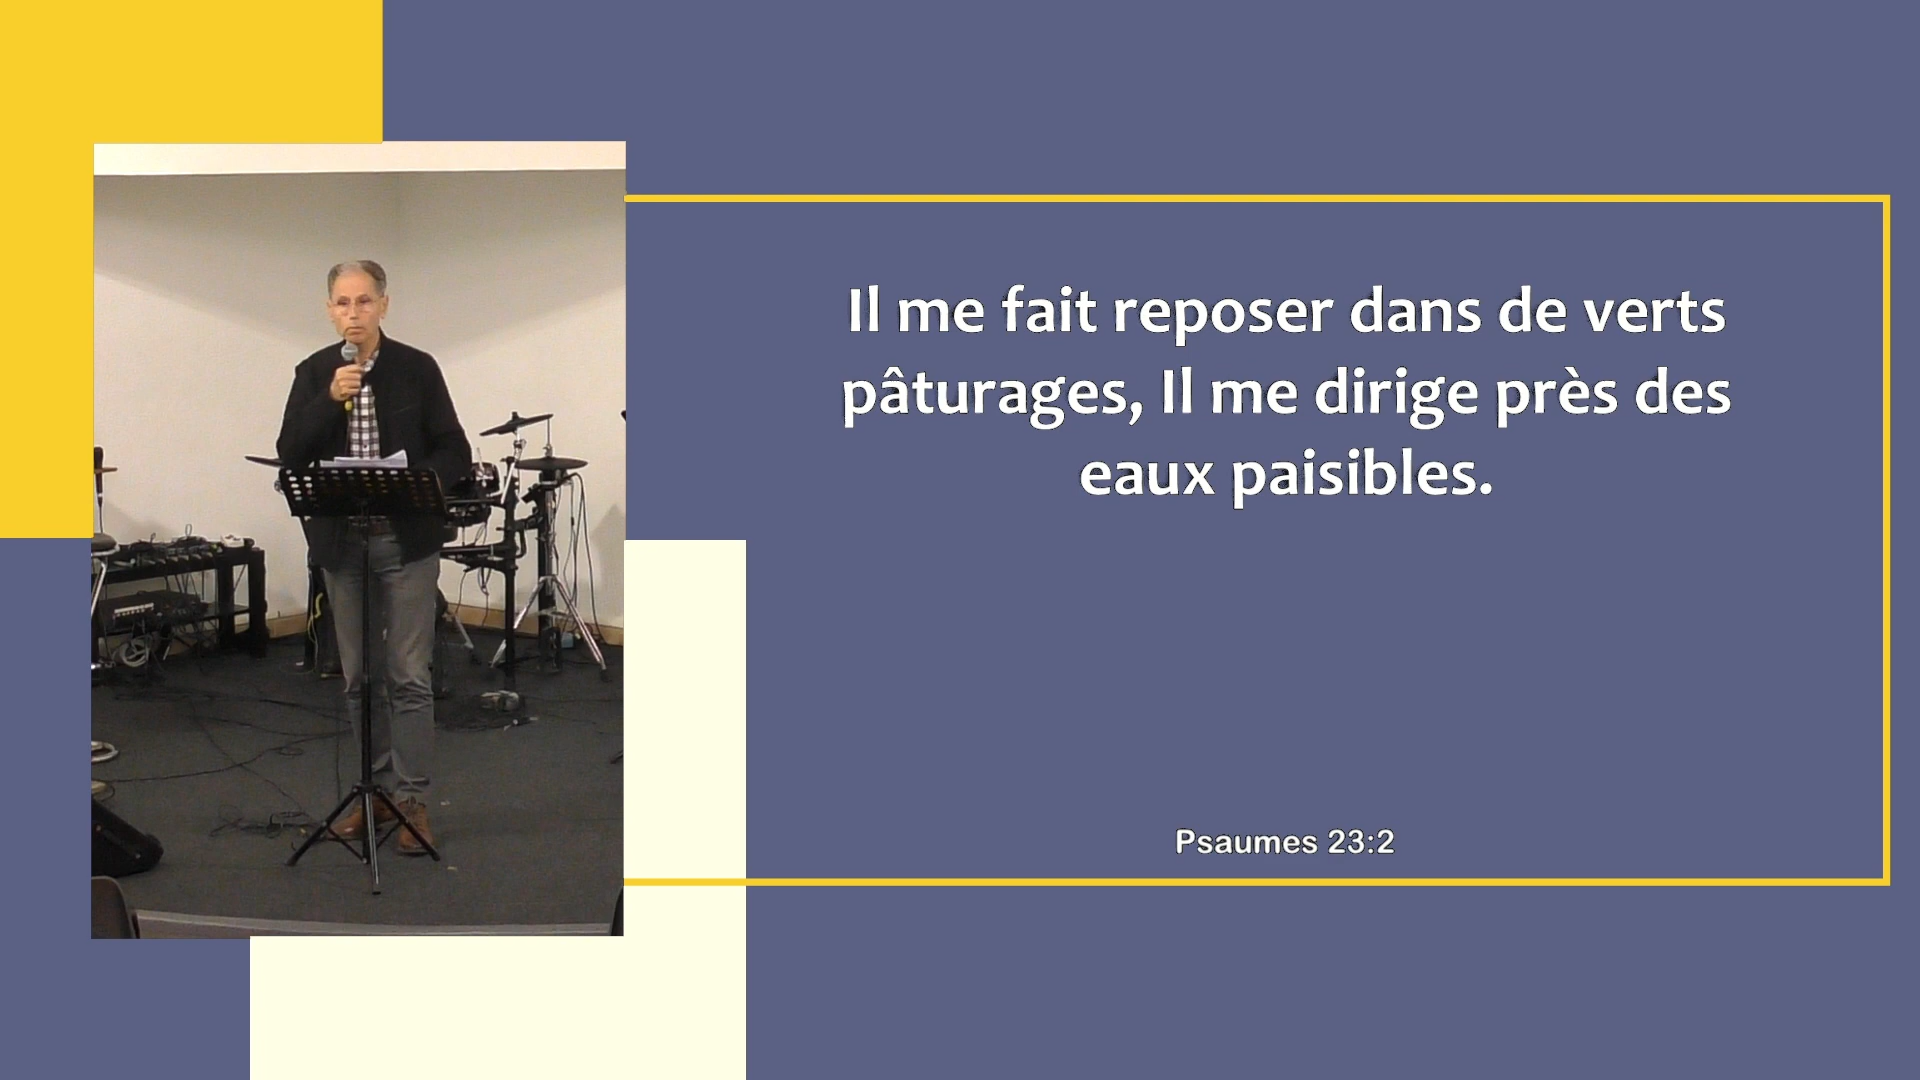 Il me fait reposer dans de verts
pâturages, Il me dirige près des
eaux paisibles.
Psaumes 23:2